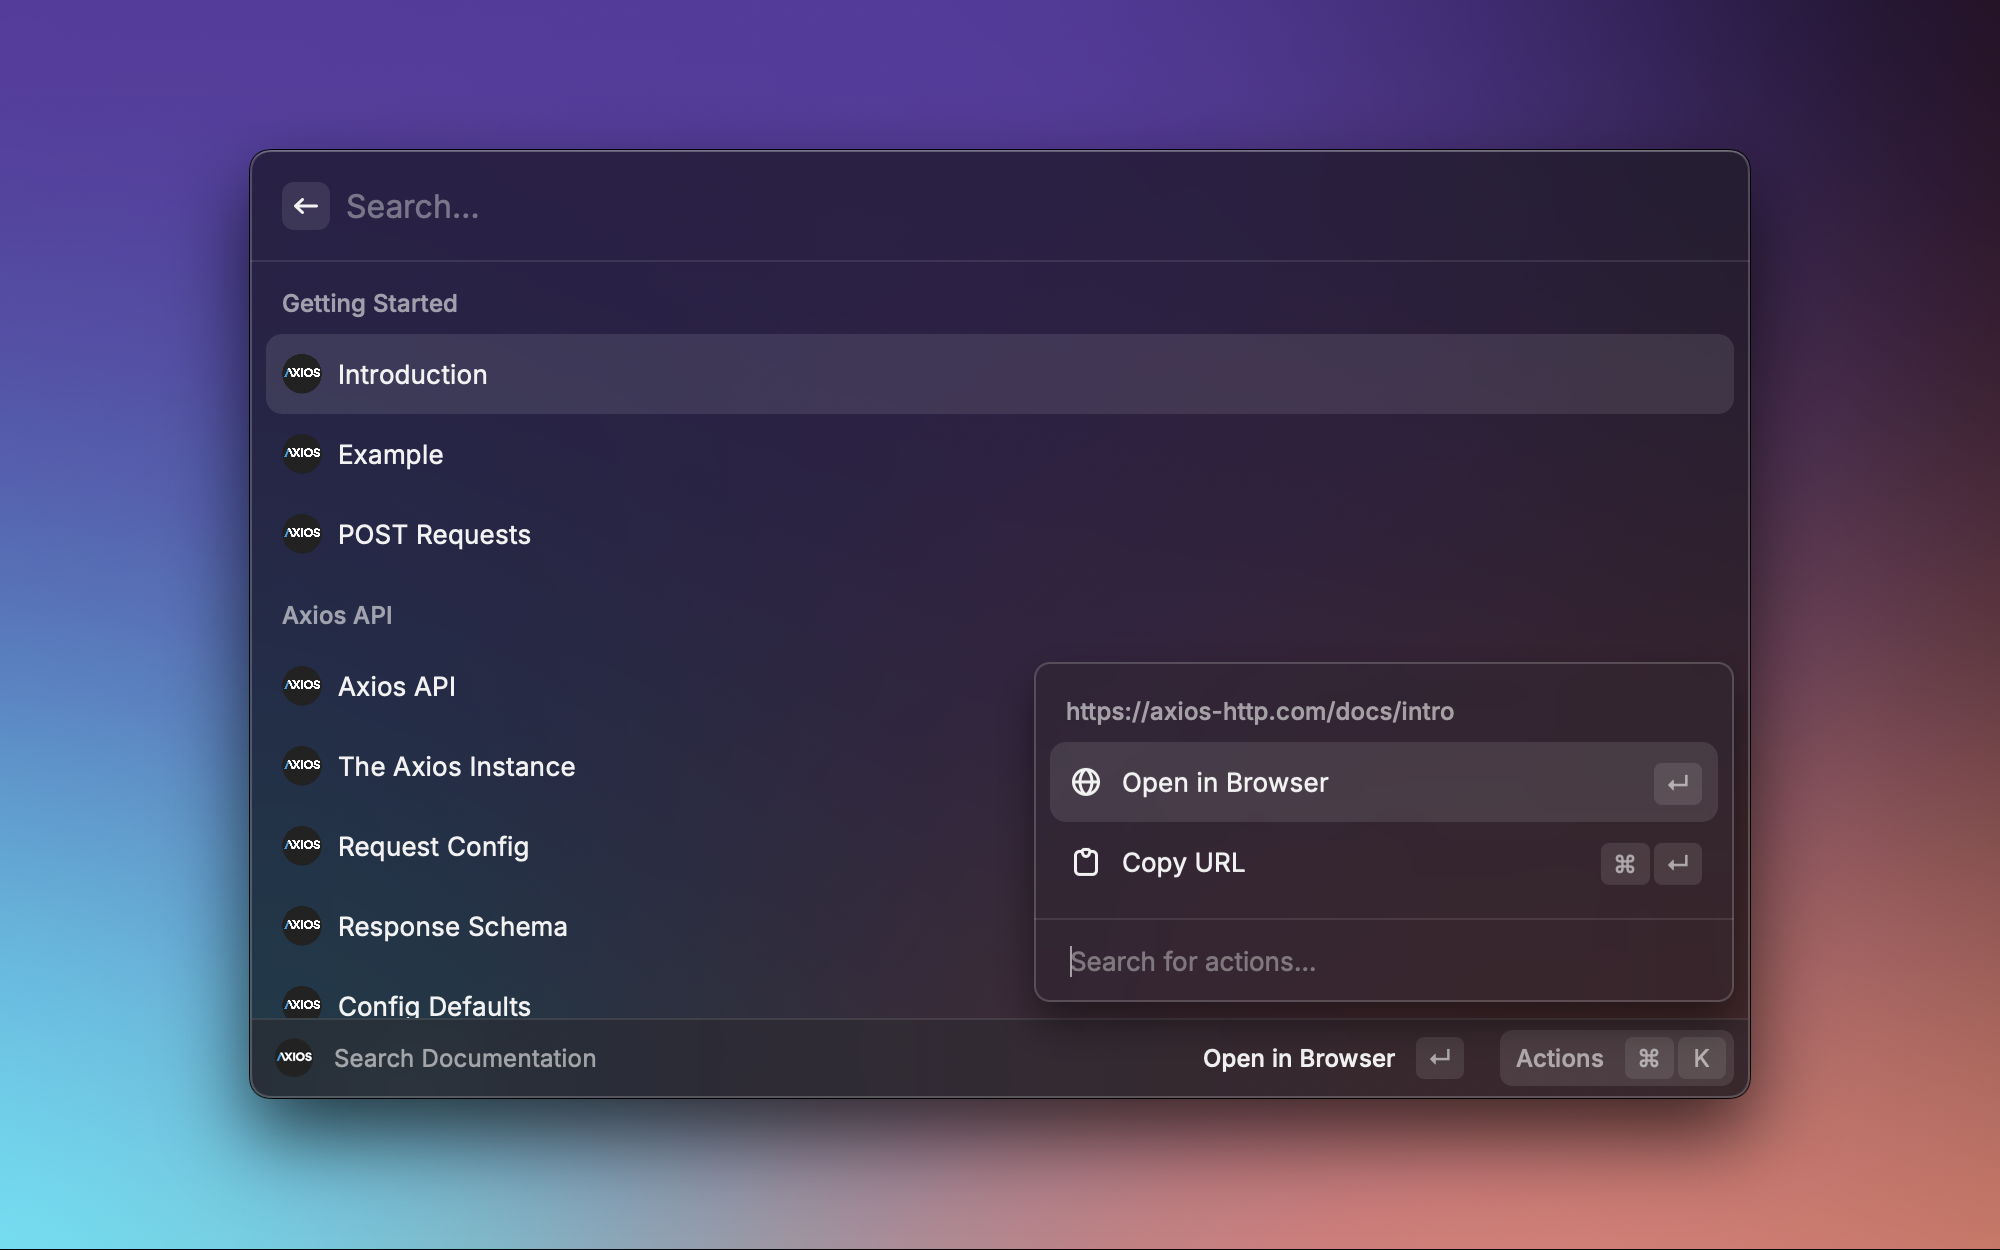 Search...
Getting Started
AXIOS Introduction
AXIOS Example
AXIOS POST Requests
Axios API
AXIOS Axios API
AXIOS The Axios Instance
AXIOS Request Config
AXIOS Response Schema
AXIOS Config Defaults
https://axios-http.com/docs/intro
Open in Browser ↵
Copy URL ⌘ ↵
Search for actions...
AXIOS Search Documentation
Open in Browser ↵ Actions ⌘ K